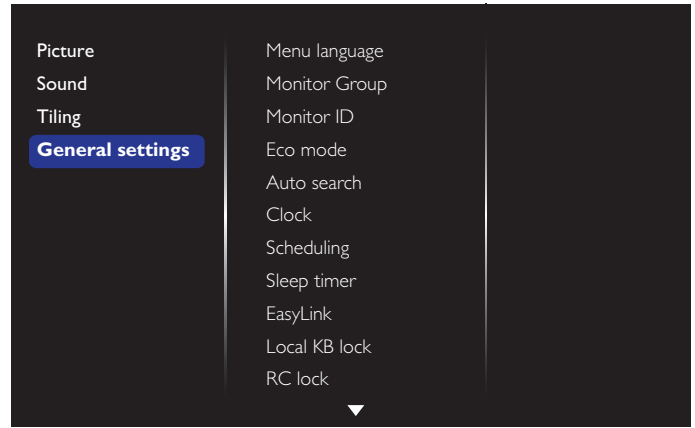 Picture
Sound
Tiling
General settings
Menu language
Monitor Group
Monitor ID
Eco mode
Auto search
Clock
Scheduling
Sleep timer
EasyLink
Local KB lock
RC lock